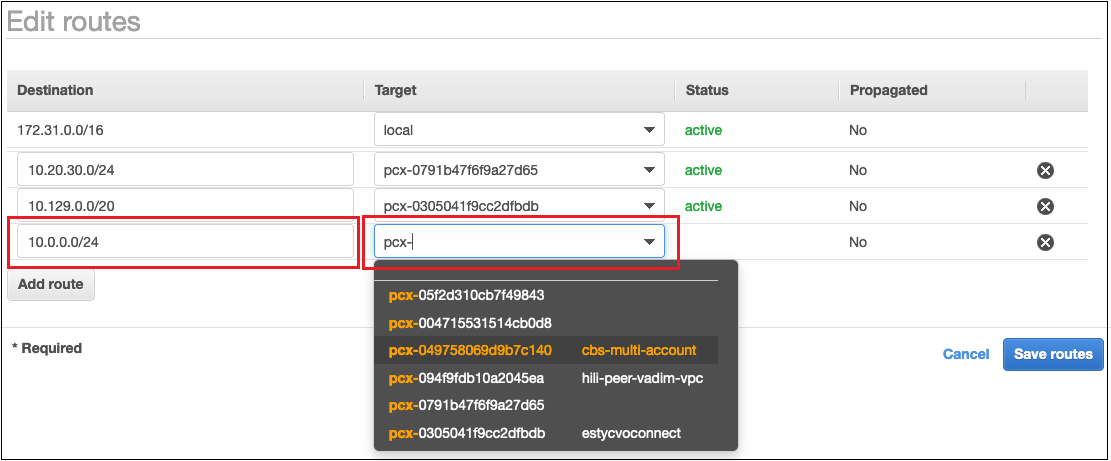 Edit routes
Destination Target Status Propagated
172.31.0.0/16 local active No
10.20.30.0/24 pcx-0791b47f6f9a27d65 active No
10.129.0.0/20 pcx-0305041f9cc2dfbdb active No
10.0.0.0/24 pcx- No
Add route
pcx-05f2d310cb7f49843
pcx-004715531514cb0d8
pcx-049758069d9b7c140 cbs-multi-account
pcx-094f9fdb10a2045ea hili-peer-vadim-vpc
pcx-0791b47f6f9a27d65
pcx-0305041f9cc2dfbdb estycvoconnect
* Required
Cancel Save routes